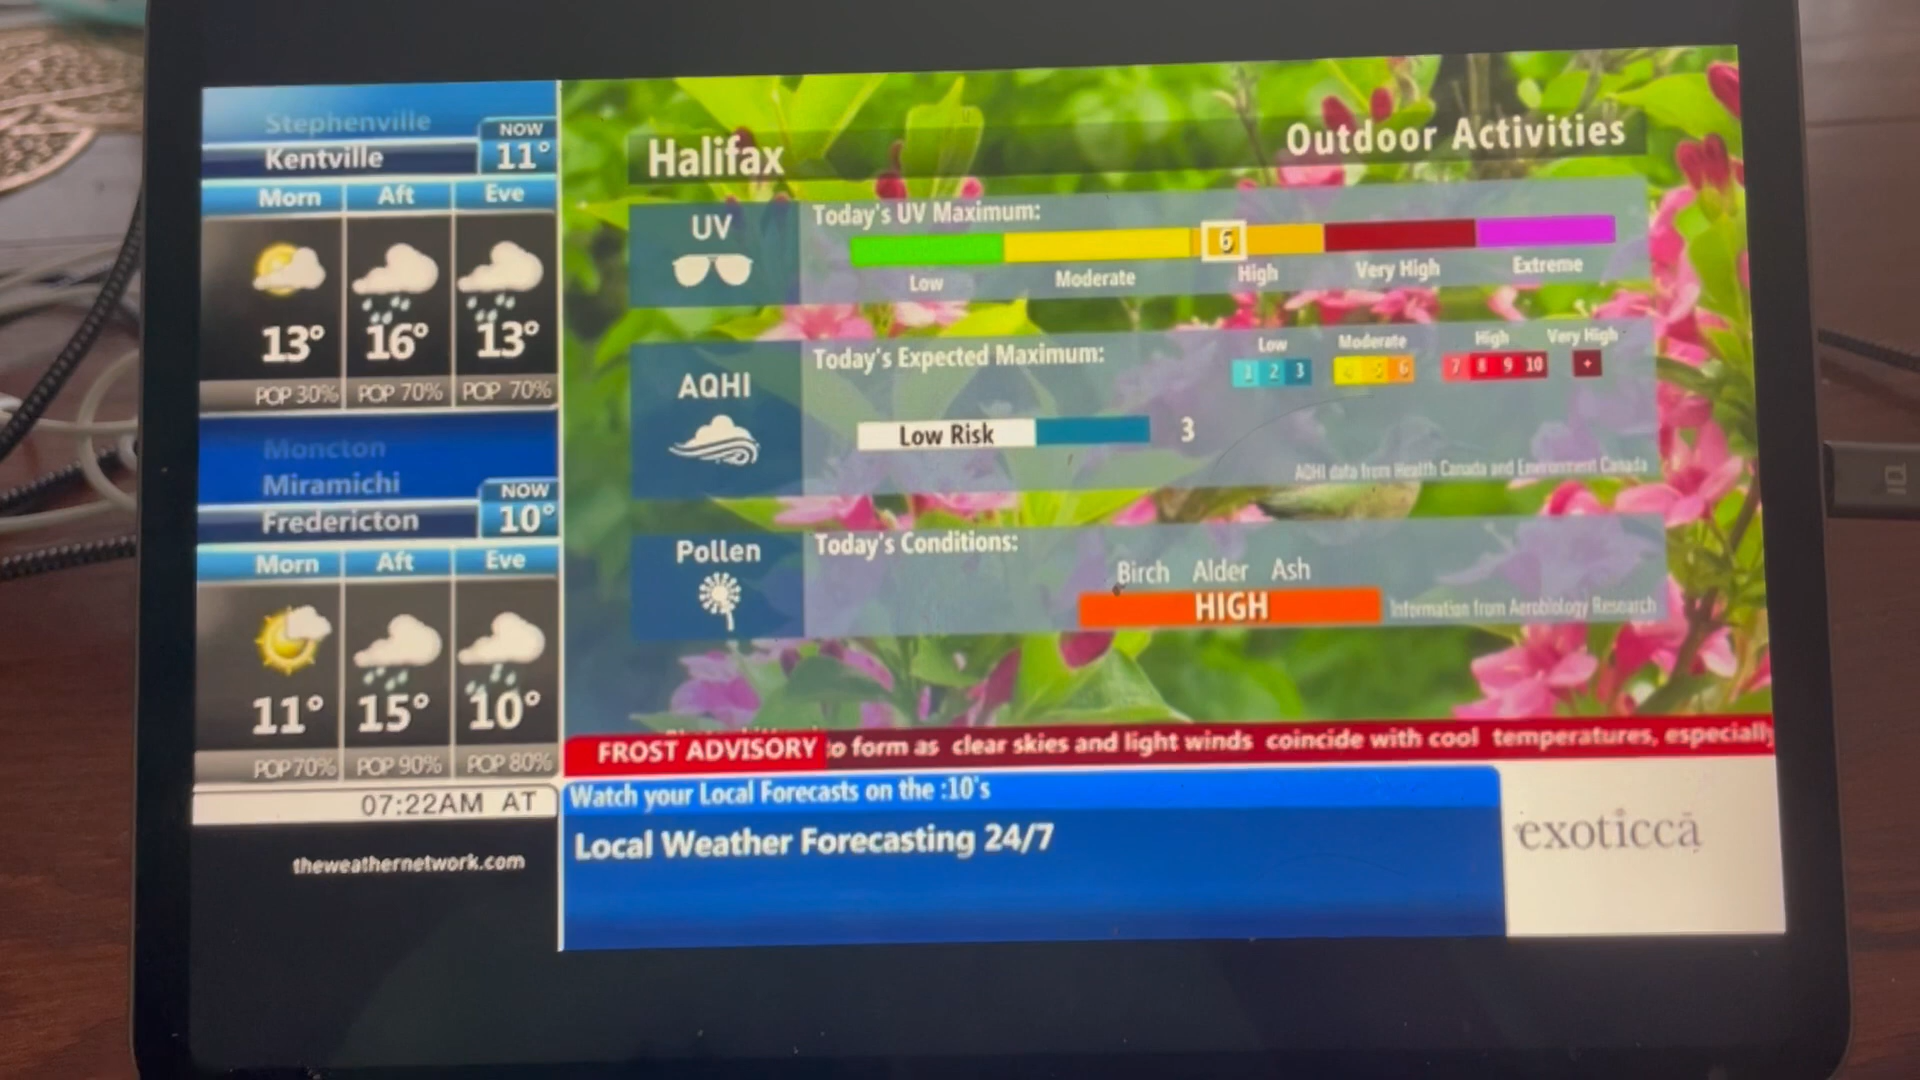 Stephenville
Kentville
NOW
11°
Morn Aft Eve
13° 16° 13°
POP 30% POP 70% POP 70%
Moncton
Miramichi
Fredericton
NOW
10°
Morn Aft Eve
11° 15° 10°
POP 70% POP 90% POP 80%
07:22AM AT
theweathernetwork.com
Halifax
Outdoor Activities
UV
Today's UV Maximum:
6
Low Moderate High Very High Extreme
AQHI
Today's Expected Maximum:
Low Moderate High Very High
1 2 3 4 5 6 7 8 9 10 +
Low Risk 3
AQHI data from Health Canada and Environment Canada
Pollen
Today's Conditions:
Birch Alder Ash
HIGH
Information from Aerobiology Research
FROST ADVISORY to form as clear skies and light winds coincide with cool temperatures, especially
Watch your Local Forecasts on the :10's
Local Weather Forecasting 24/7
exoticca